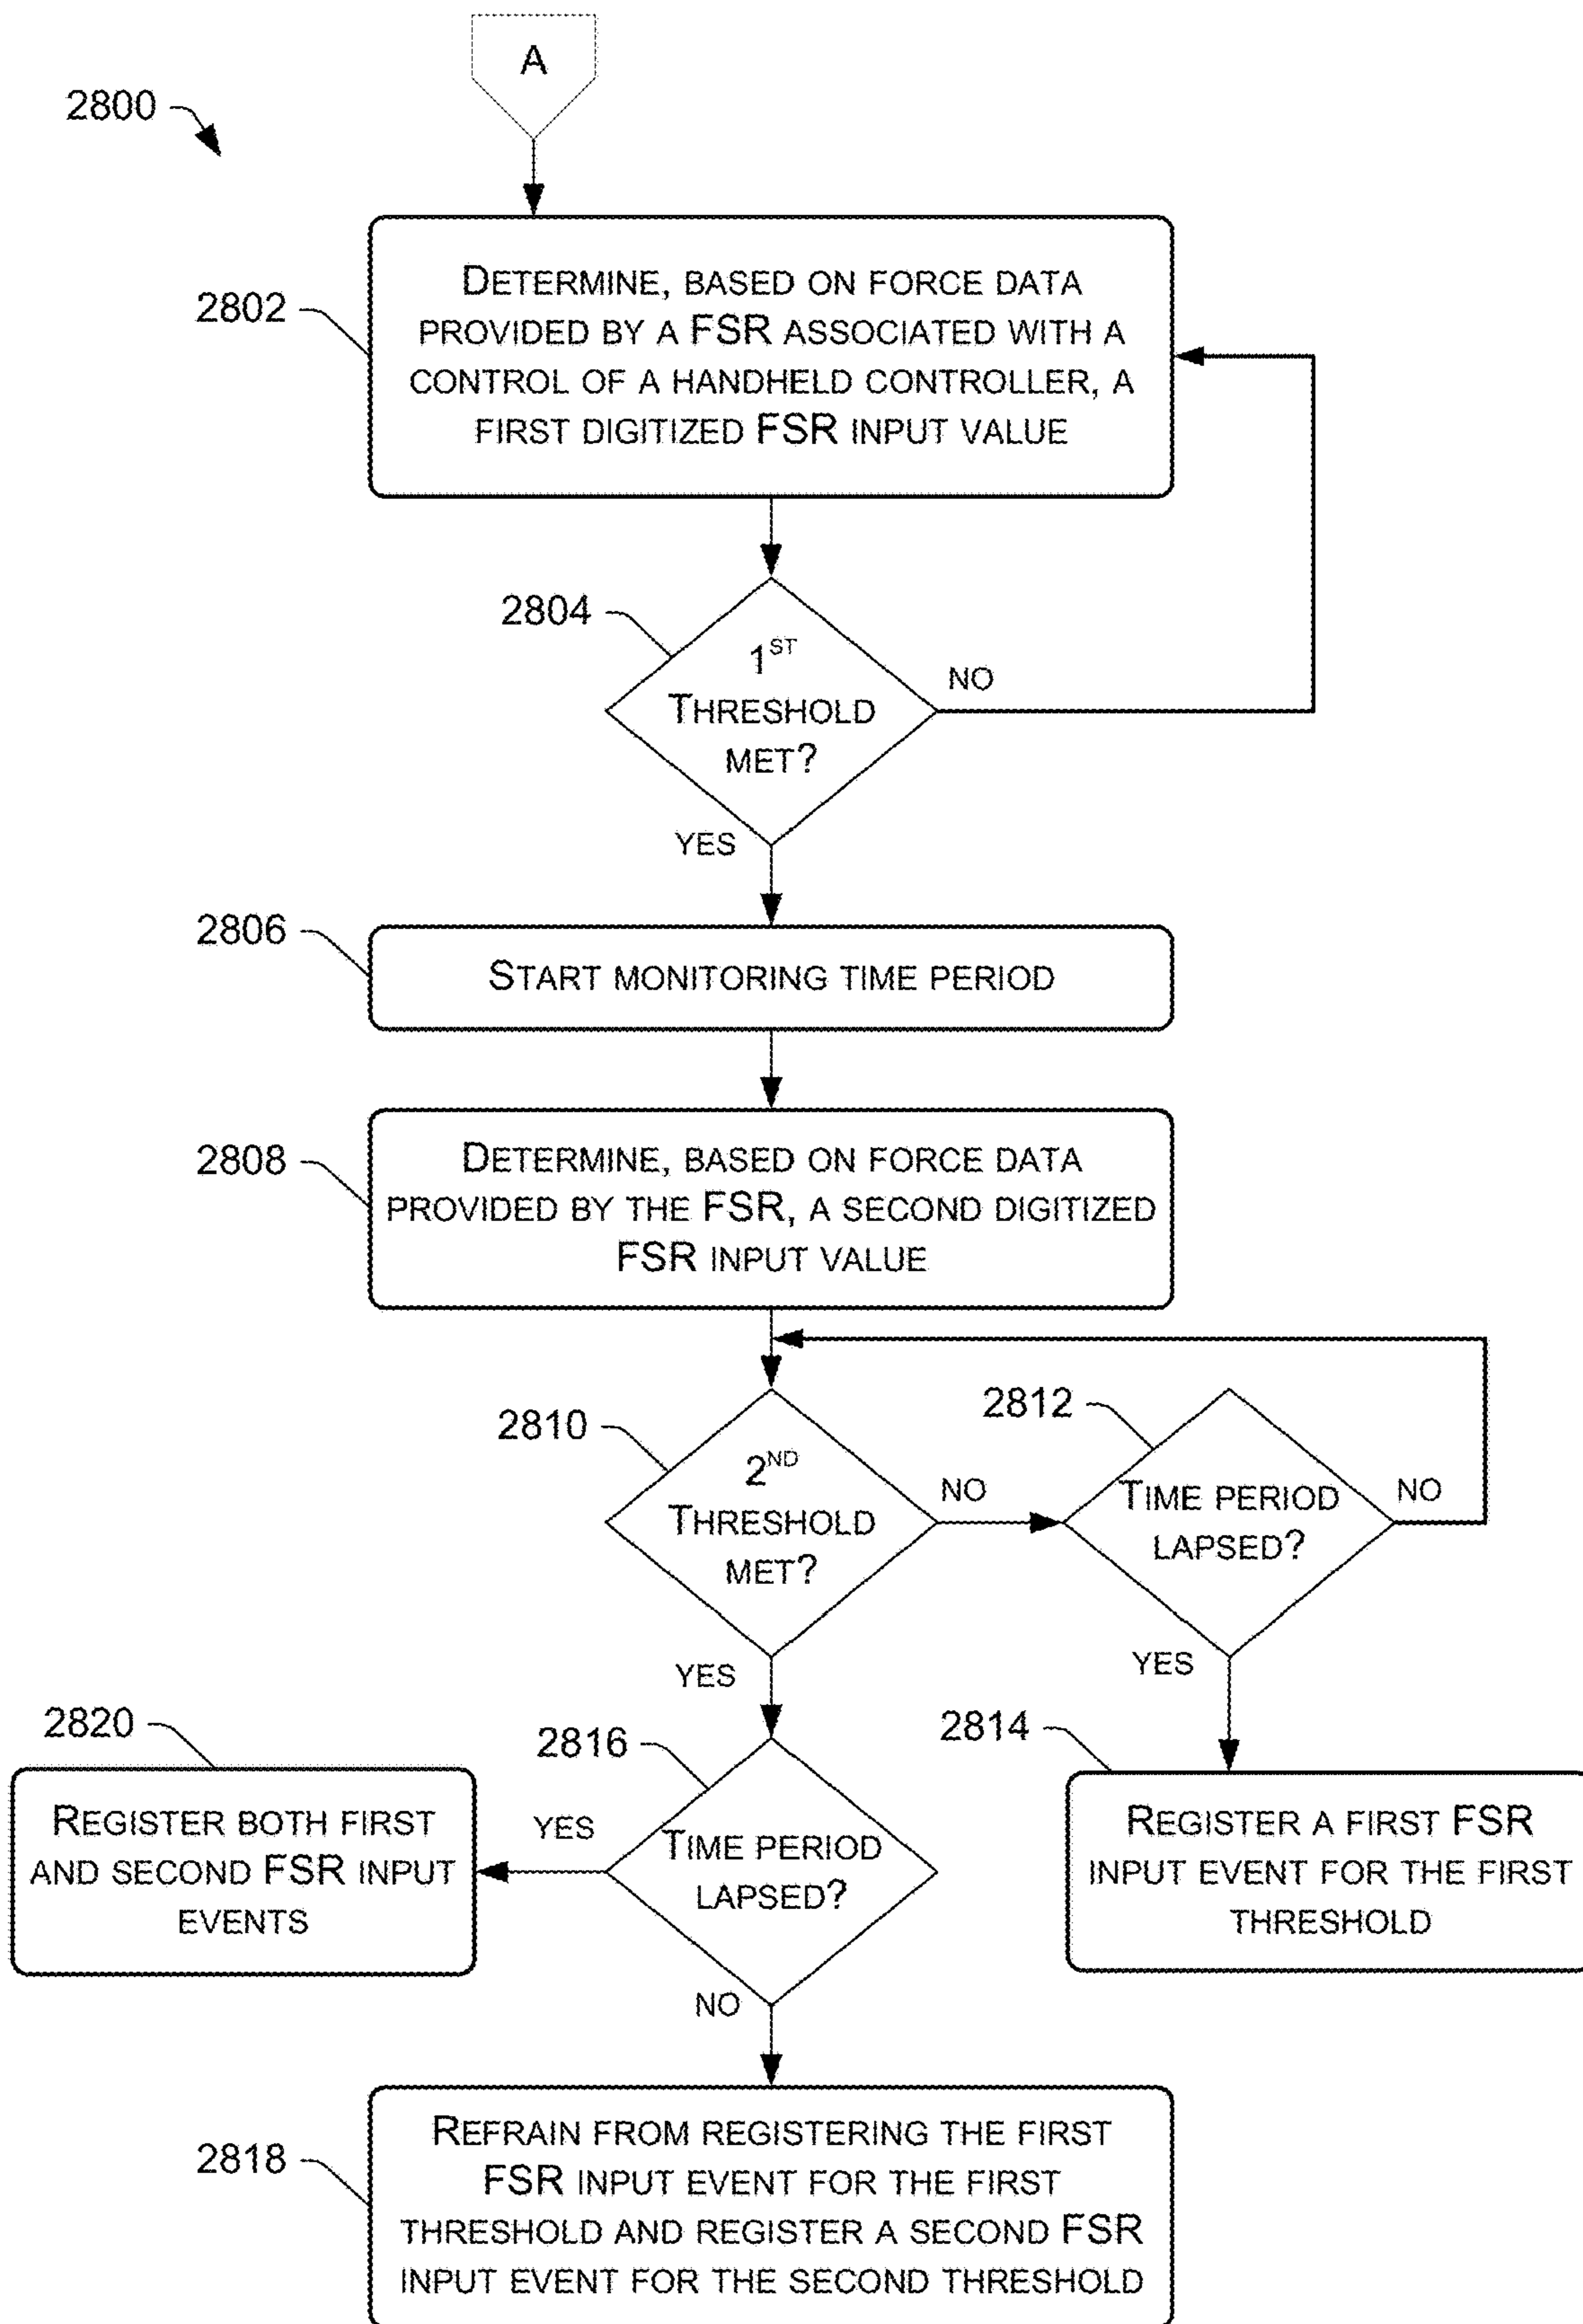 A
2800
2802
DETERMINE, BASED ON FORCE DATA
PROVIDED BY A FSR ASSOCIATED WITH A
CONTROL OF A HANDHELD CONTROLLER, A
FIRST DIGITIZED FSR INPUT VALUE
2804
1ST
THRESHOLD
MET?
NO
YES
2806
START MONITORING TIME PERIOD
2808
DETERMINE, BASED ON FORCE DATA
PROVIDED BY THE FSR, A SECOND DIGITIZED
FSR INPUT VALUE
2810
2ND
THRESHOLD
MET?
NO
YES
2812
TIME PERIOD
LAPSED?
NO
YES
2820
REGISTER BOTH FIRST
AND SECOND FSR INPUT
EVENTS
2816
TIME PERIOD
LAPSED?
YES
NO
2814
REGISTER A FIRST FSR
INPUT EVENT FOR THE FIRST
THRESHOLD
2818
REFRAIN FROM REGISTERING THE FIRST
FSR INPUT EVENT FOR THE FIRST
THRESHOLD AND REGISTER A SECOND FSR
INPUT EVENT FOR THE SECOND THRESHOLD